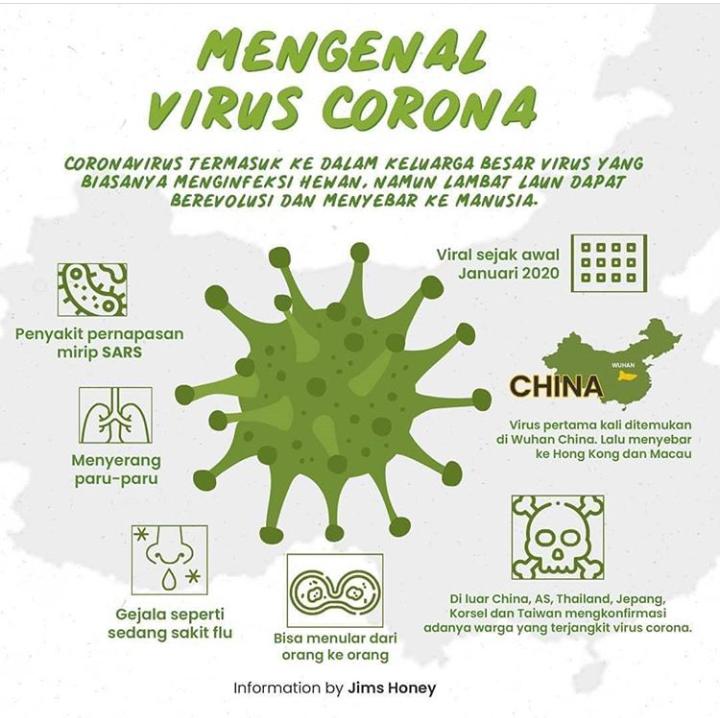 MENGENAL
VIRUS CORONA
CORONAVIRUS TERMASUK KE DALAM KELUARGA BESAR VIRUS YANG
BIASANYA MENGINFEKSI HEWAN. NAMUN LAMBAT LAUN DAPAT
BEREVOLUSI DAN MENYEBAR KE MANUSIA.
Viral sejak awal
Januari 2020
Penyakit pernapasan
mirip SARS
WUHAN
CHINA
Virus pertama kali ditemukan
di Wuhan China. Lalu menyebar
ke Hong Kong dan Macau
Menyerang
paru-paru
Gejala seperti
sedang sakit flu
Bisa menular dari
orang ke orang
Di luar China, AS, Thailand, Jepang,
Korsel dan Taiwan mengkonfirmasi
adanya warga yang terjangkit virus corona.
Information by Jims Honey